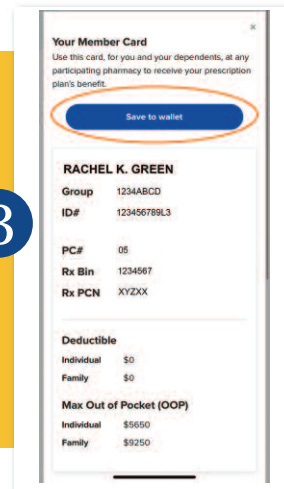 ×
Your Member Card
Use this card, for you and your dependents, at any
participating pharmacy to receive your prescription
plan's benefit.
Save to wallet
3
RACHEL K. GREEN
Group 1234ABCD
ID# 123456789L3
PC# 05
Rx Bin 1234567
Rx PCN XYZXX
Deductible
Individual $0
Family $0
Max Out of Pocket (OOP)
Individual $5650
Family $9250